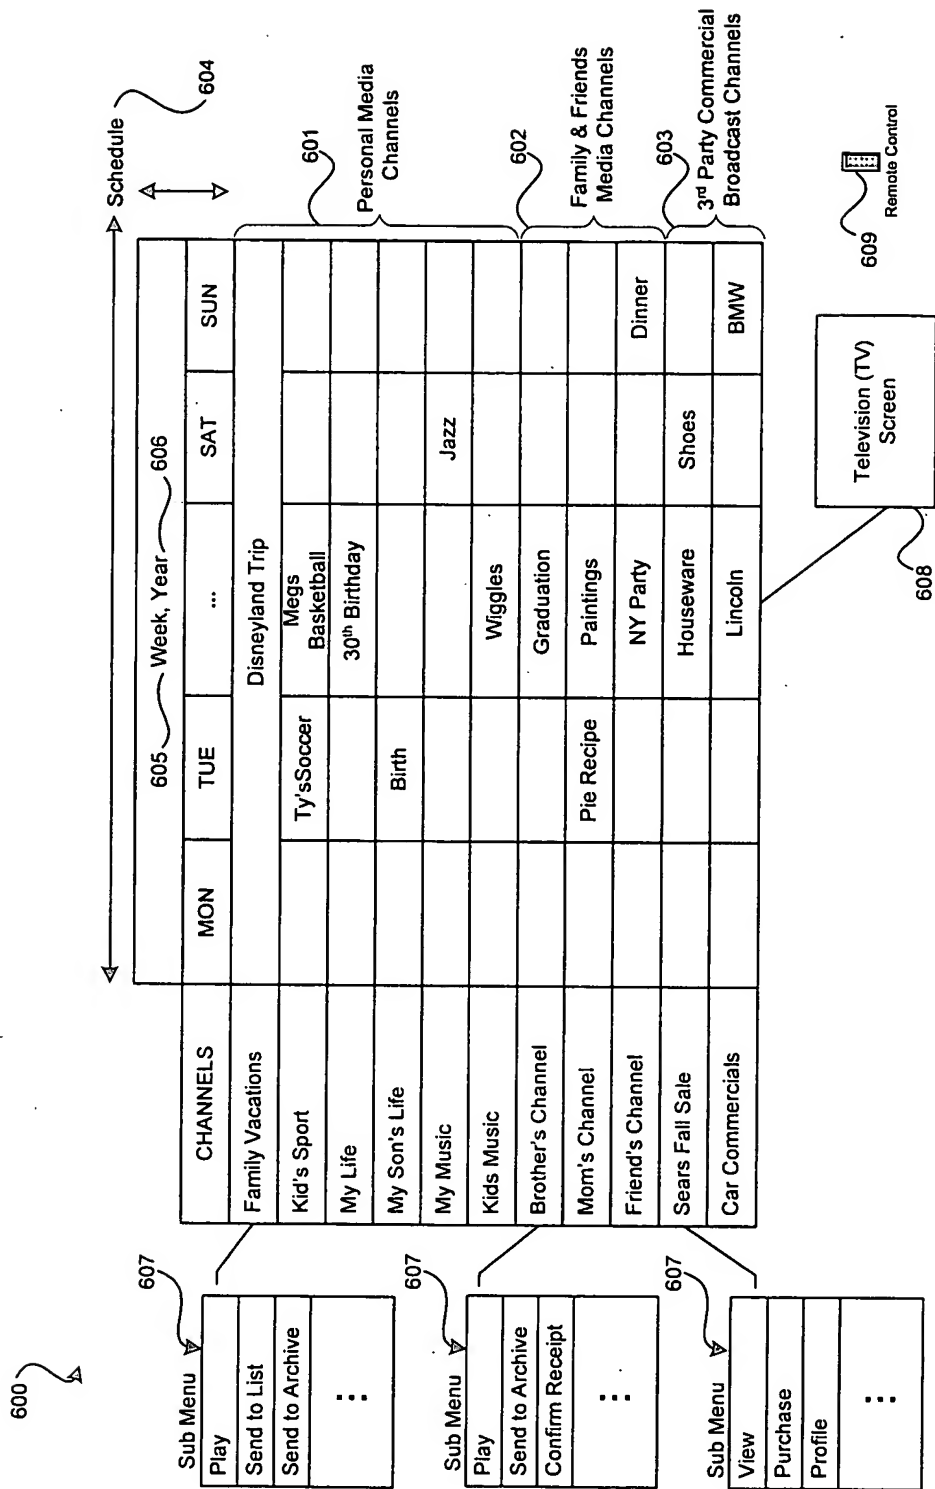 600
Schedule
604
605 Week, Year 606
CHANNELS MON TUE ... SAT SUN
Family Vacations Disneyland Trip
Kid's Sport Ty'sSoccer Megs Basketball
My Life 30th Birthday
My Son's Life Birth
My Music Jazz
Kids Music Wiggles
Brother's Channel Graduation
Mom's Channel Pie Recipe Paintings
Friend's Channel NY Party Dinner
Sears Fall Sale Houseware Shoes
Car Commercials Lincoln BMW
601
Personal Media
Channels
602
Family & Friends
Media Channels
603
3rd Party Commercial
Broadcast Channels
607
Sub Menu
Play
Send to List
Send to Archive
⋮
607
Sub Menu
Play
Send to Archive
Confirm Receipt
⋮
607
Sub Menu
View
Purchase
Profile
⋮
Television (TV)
Screen
608
609
Remote Control